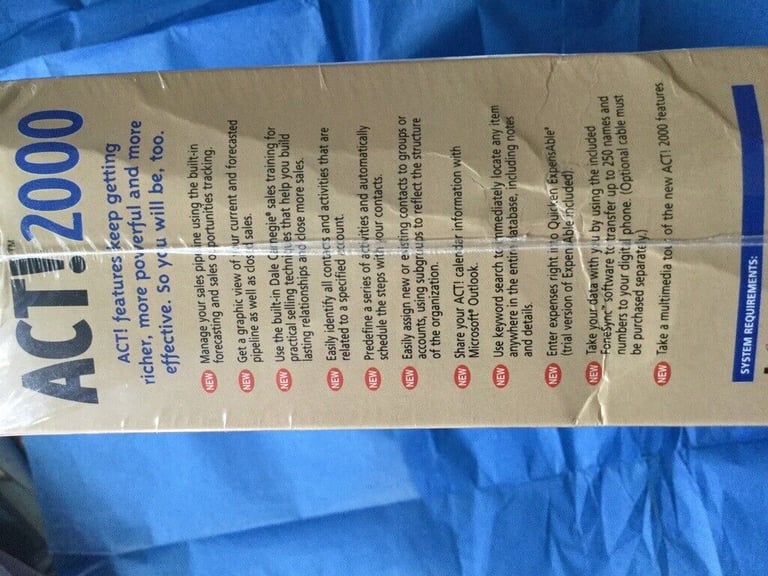 ACT!™2000
ACT! features keep getting
richer, more powerful and more
effective. So you will be, too.
NEW Manage your sales pipeline using the built-in
forecasting and sales opportunities tracking.
NEW Get a graphic view of your current and forecasted
pipeline as well as closed sales.
NEW Use the built-in Dale Carnegie® sales training for
practical selling techniques that help you build
lasting relationships and close more sales.
NEW Easily identify all contacts and activities that are
related to a specified account.
NEW Predefine a series of activities and automatically
schedule the steps with your contacts.
NEW Easily assign new or existing contacts to groups or
accounts, using subgroups to reflect the structure
of the organization.
NEW Share your ACT! calendar information with
Microsoft® Outlook.
NEW Use keyword search to immediately locate any item
anywhere in the entire database, including notes
and details.
NEW Enter expenses right into Quicken ExpensAble®
(trial version of ExpensAble included)
NEW Take your data with you by using the included
FoneSync™ software to transfer up to 250 names and
numbers to your digital phone. (Optional cable must
be purchased separately.)
NEW Take a multimedia tour of the new ACT! 2000 features
SYSTEM REQUIREMENTS: